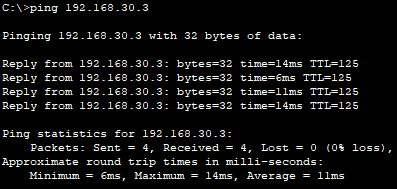 C:\>ping 192.168.30.3
Pinging 192.168.30.3 with 32 bytes of data:
Reply from 192.168.30.3: bytes=32 time=14ms TTL=125
Reply from 192.168.30.3: bytes=32 time=6ms TTL=125
Reply from 192.168.30.3: bytes=32 time=11ms TTL=125
Reply from 192.168.30.3: bytes=32 time=14ms TTL=125
Ping statistics for 192.168.30.3:
    Packets: Sent = 4, Received = 4, Lost = 0 (0% loss),
Approximate round trip times in milli-seconds:
    Minimum = 6ms, Maximum = 14ms, Average = 11ms